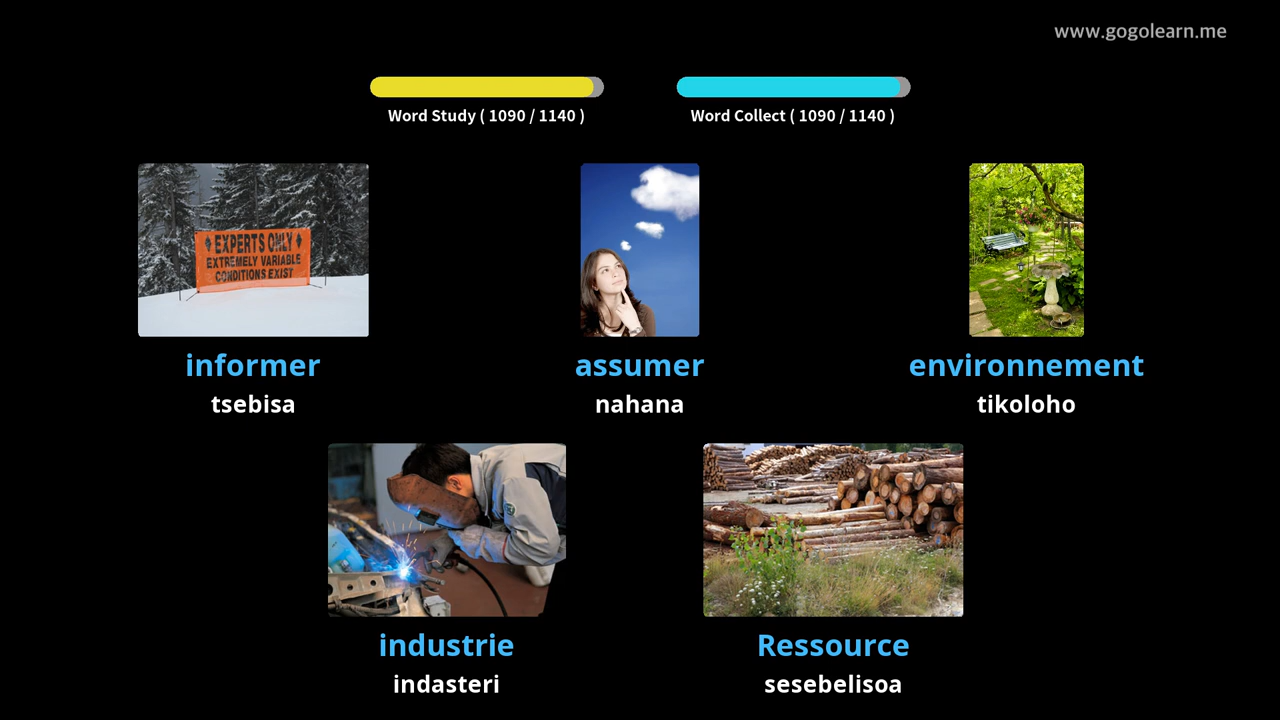 www.gogolearn.me
Word Study ( 1090 / 1140 )
Word Collect ( 1090 / 1140 )
EXPERTS ONLY
EXTREMELY VARIABLE
CONDITIONS EXIST
informer
tsebisa
assumer
nahana
environnement
tikoloho
industrie
indasteri
Ressource
sesebelisoa